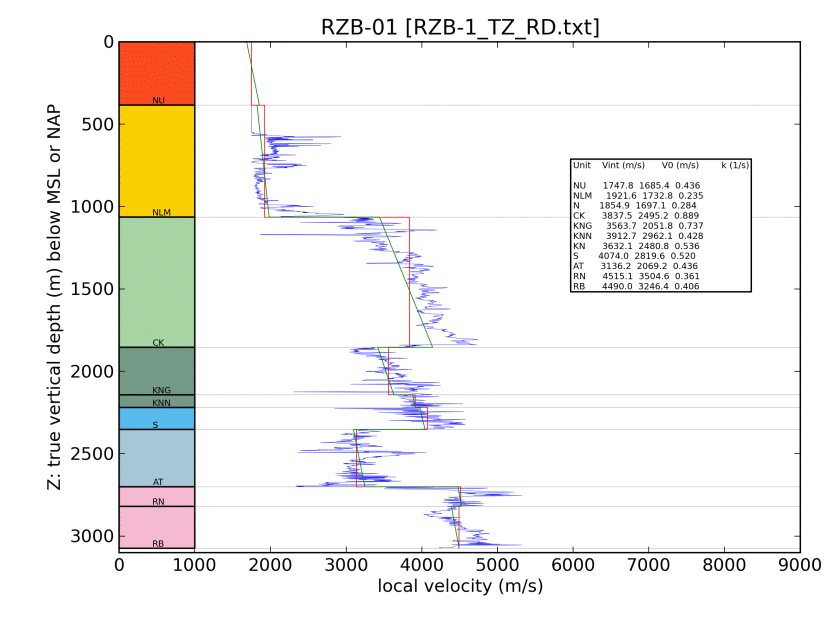 RZB-01 [RZB-1_TZ_RD.txt]
Z: true vertical depth (m) below MSL or NAP
0
500
1000
1500
2000
2500
3000
NU
NLM
CK
KNG
KNN
S
AT
RN
RB
Unit Vint (m/s) V0 (m/s) k (1/s)
NU 1747.8 1685.4 0.436
NLM 1921.6 1732.8 0.235
N 1854.9 1697.1 0.284
CK 3837.5 2495.2 0.889
KNG 3563.7 2051.8 0.737
KNN 3912.7 2962.1 0.428
KN 3632.1 2480.8 0.536
S 4074.0 2819.6 0.520
AT 3136.2 2069.2 0.436
RN 4515.1 3504.6 0.361
RB 4490.0 3246.4 0.406
0 1000 2000 3000 4000 5000 6000 7000 8000 9000
local velocity (m/s)